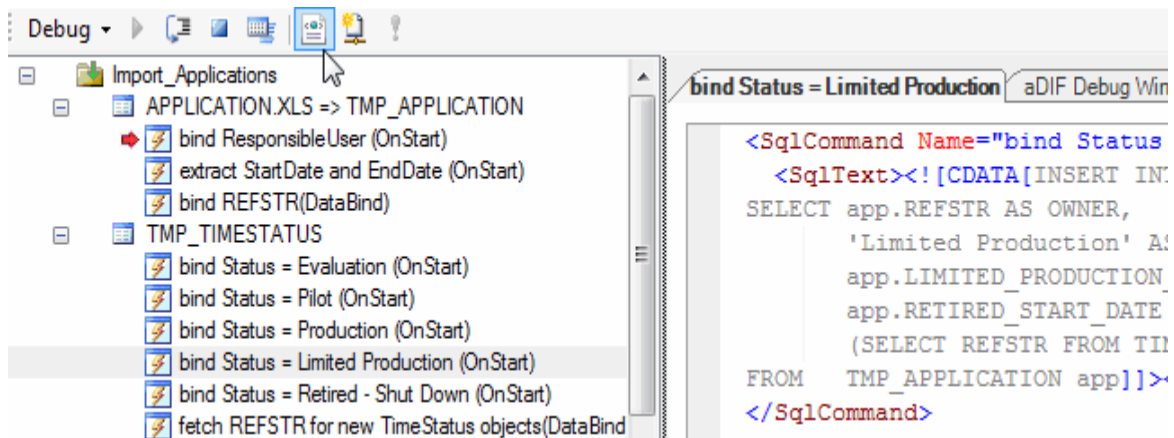 Debug
Import_Applications
APPLICATION.XLS => TMP_APPLICATION
bind ResponsibleUser (OnStart)
extract StartDate and EndDate (OnStart)
bind REFSTR(DataBind)
TMP_TIMESTATUS
bind Status = Evaluation (OnStart)
bind Status = Pilot (OnStart)
bind Status = Production (OnStart)
bind Status = Limited Production (OnStart)
bind Status = Retired - Shut Down (OnStart)
fetch REFSTR for new TimeStatus objects(DataBind
bind Status = Limited Production aDIF Debug Win
<SqlCommand Name="bind Status
<SqlText><![CDATA[INSERT INT
SELECT app.REFSTR AS OWNER,
'Limited Production' AS
app.LIMITED_PRODUCTION_
app.RETIRED_START_DATE
(SELECT REFSTR FROM TIM
FROM TMP_APPLICATION app]]><
</SqlCommand>